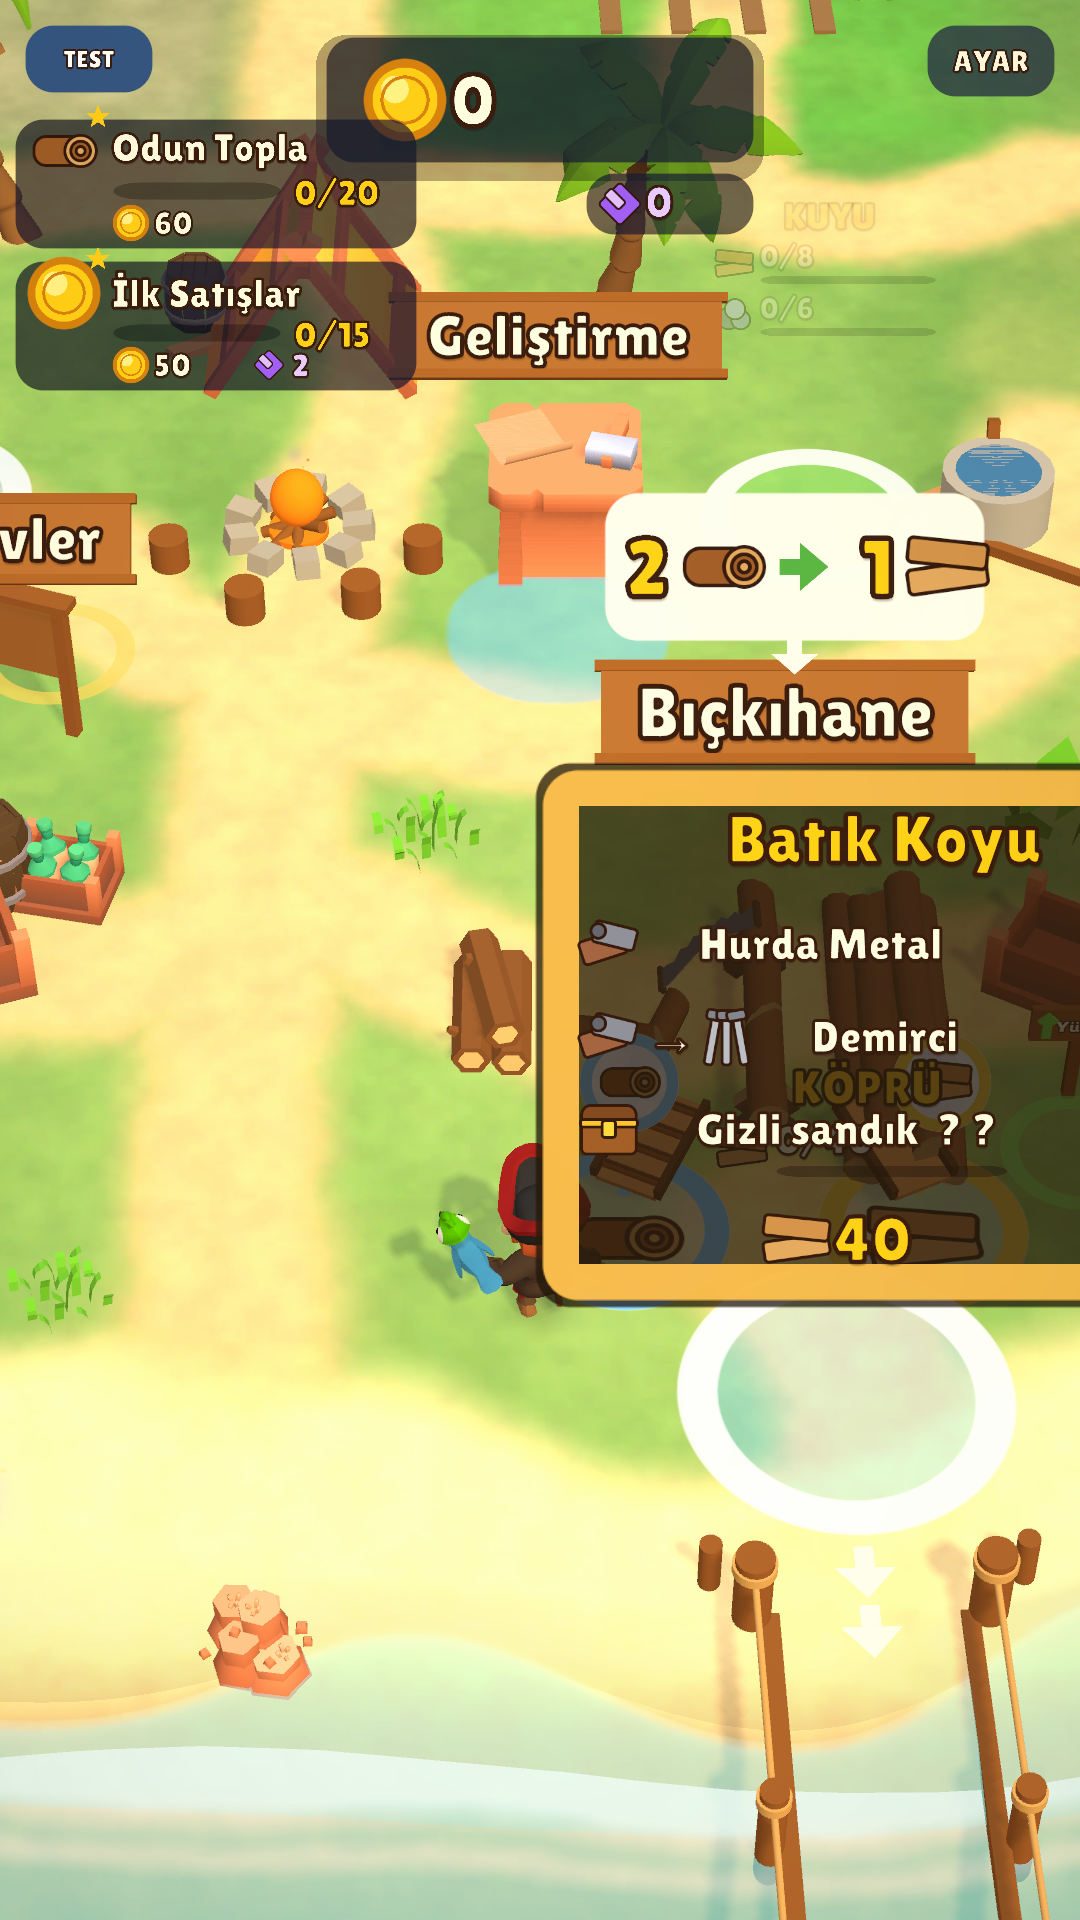 TEST
0
AYAR
Odun Topla
0/20
60
0
KUYU
0/8
0/6
İlk Satışlar
0/15
50
2
Geliştirme
vler
2
1
Bıçkıhane
Batık Koyu
Hurda Metal
→
Demirci
KÖPRÜ
Gizli sandık ? ?
40